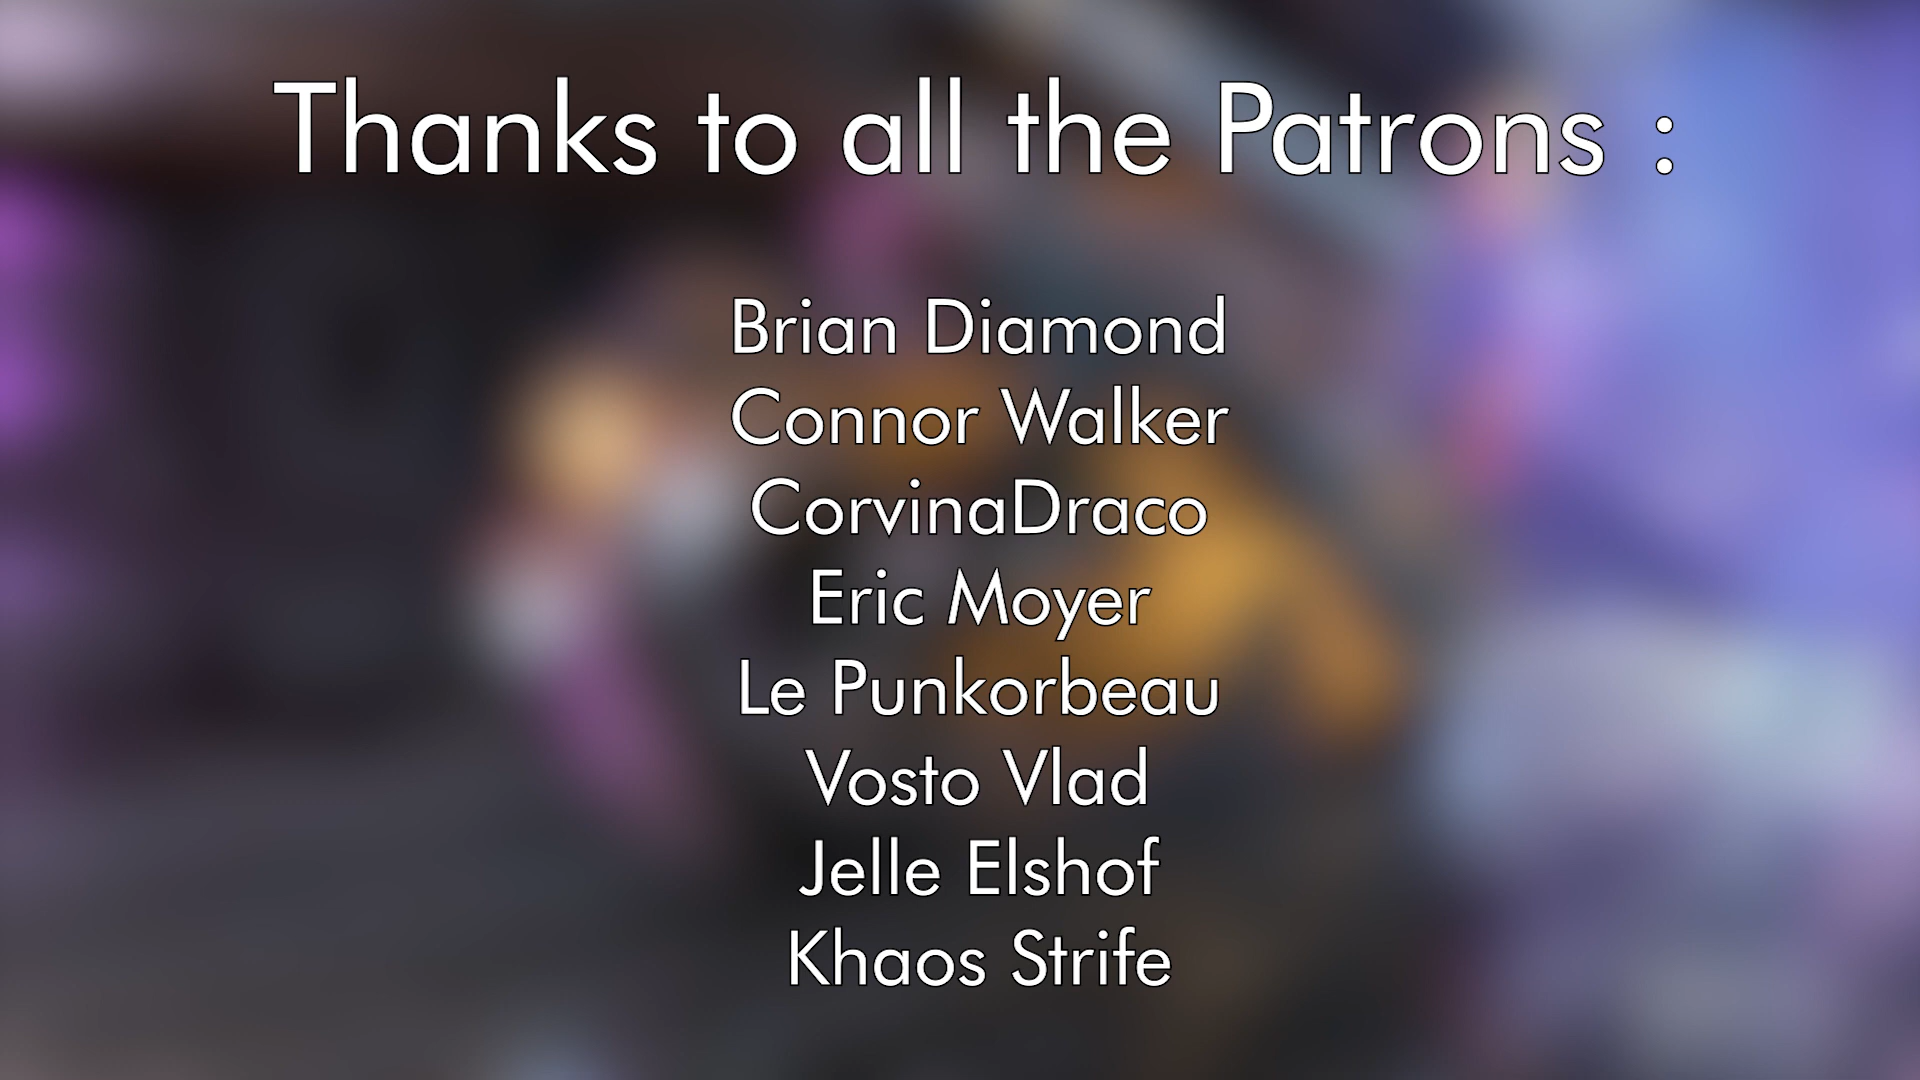 Thanks to all the Patrons :
Brian Diamond
Connor Walker
CorvinaDraco
Eric Moyer
Le Punkorbeau
Vosto Vlad
Jelle Elshof
Khaos Strife